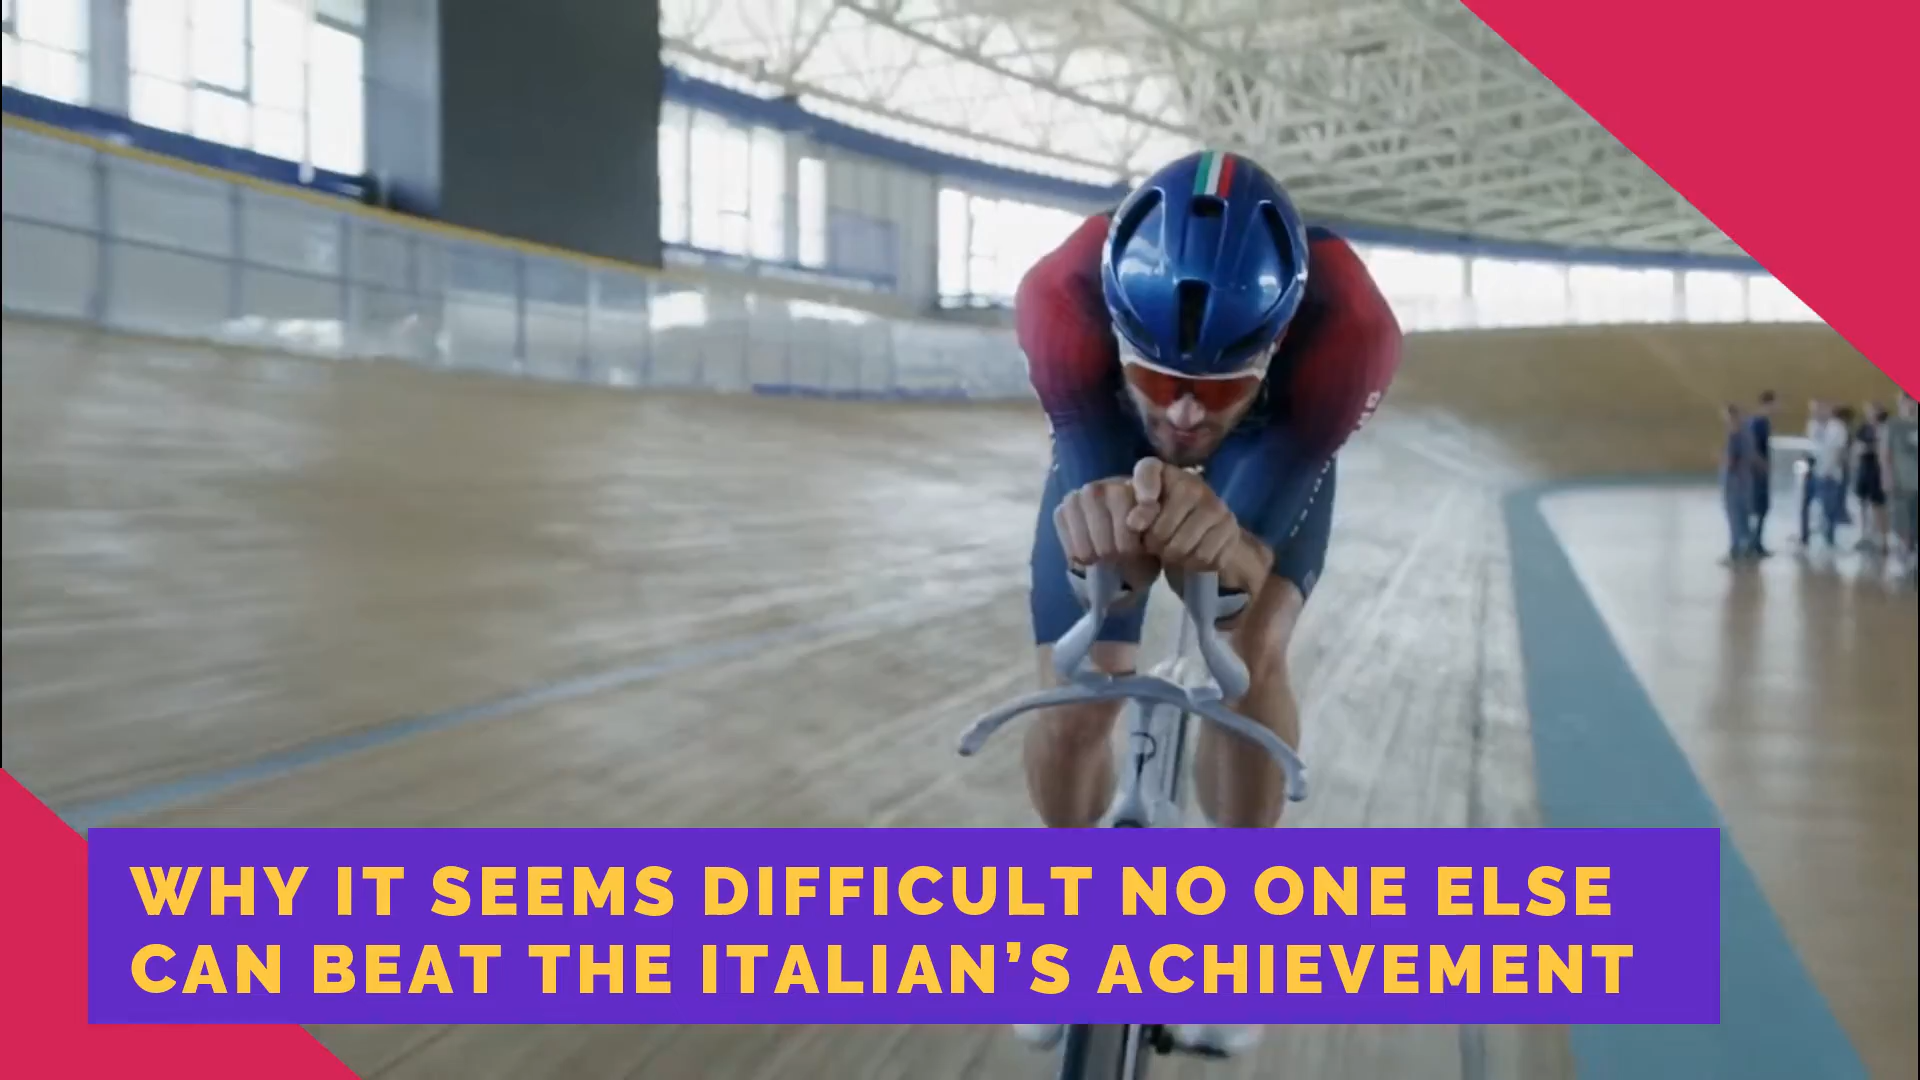 WHY IT SEEMS DIFFICULT NO ONE ELSE
CAN BEAT THE ITALIAN’S ACHIEVEMENT